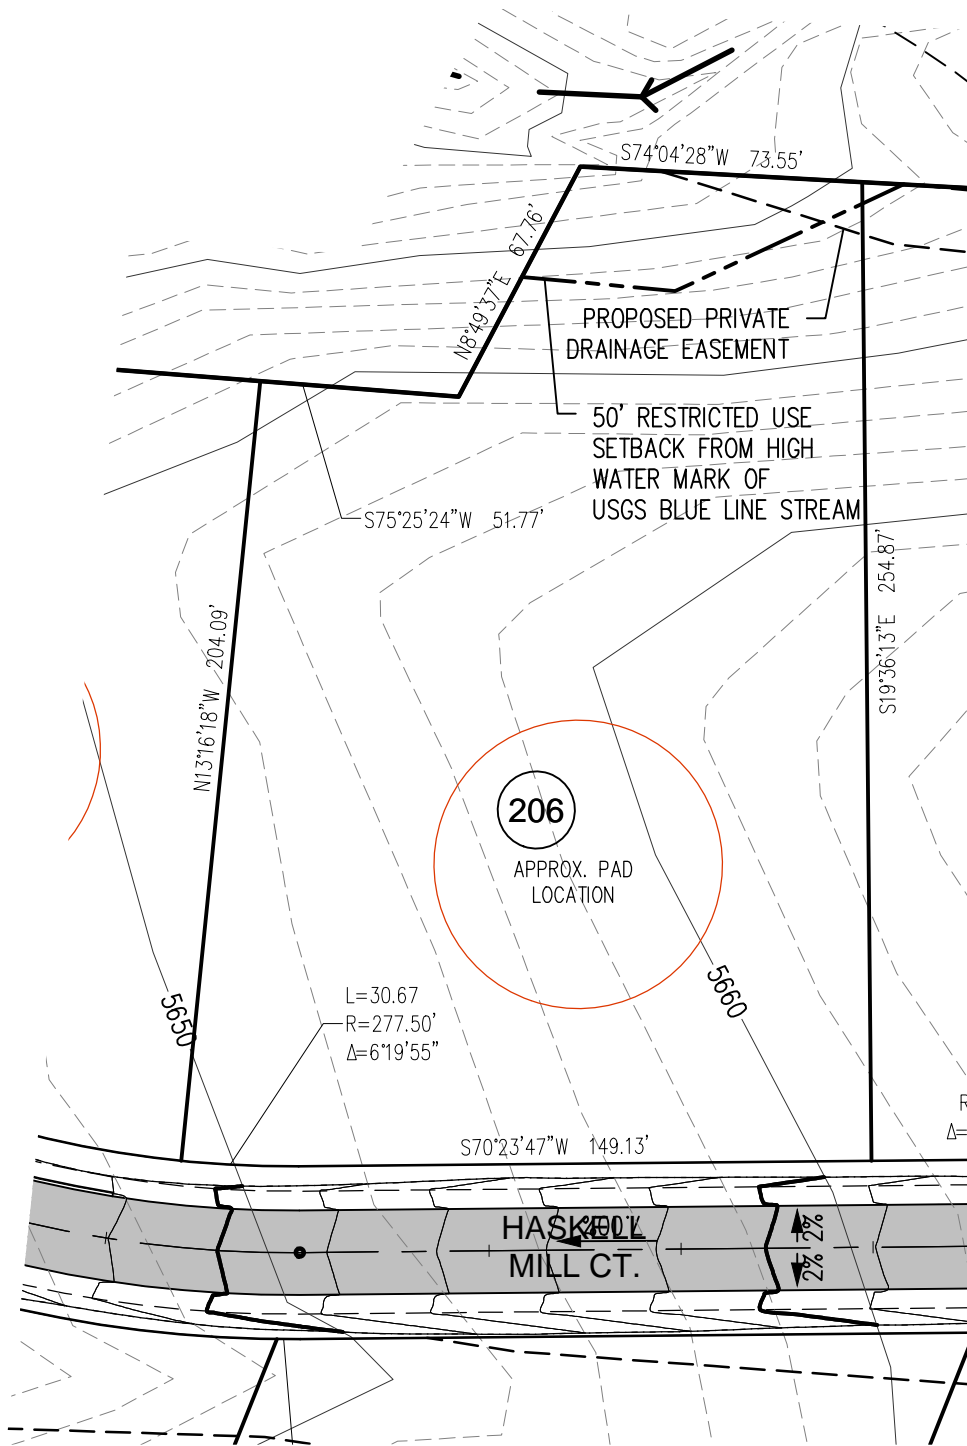 S74°04'28"W 73.55'
N8°49'37"E 67.76'
PROPOSED PRIVATE
DRAINAGE EASEMENT
50' RESTRICTED USE
SETBACK FROM HIGH
WATER MARK OF
USGS BLUE LINE STREAM
S75°25'24"W 51.77'
S19°36'13"E 254.87'
N13°16'18"W 204.09'
206
APPROX. PAD
LOCATION
5650
5660
L=30.67
R=277.50'
Δ=6°19'55"
R
Δ=
S70°23'47"W 149.13'
HASKELL
MILL CT.
2% 2%